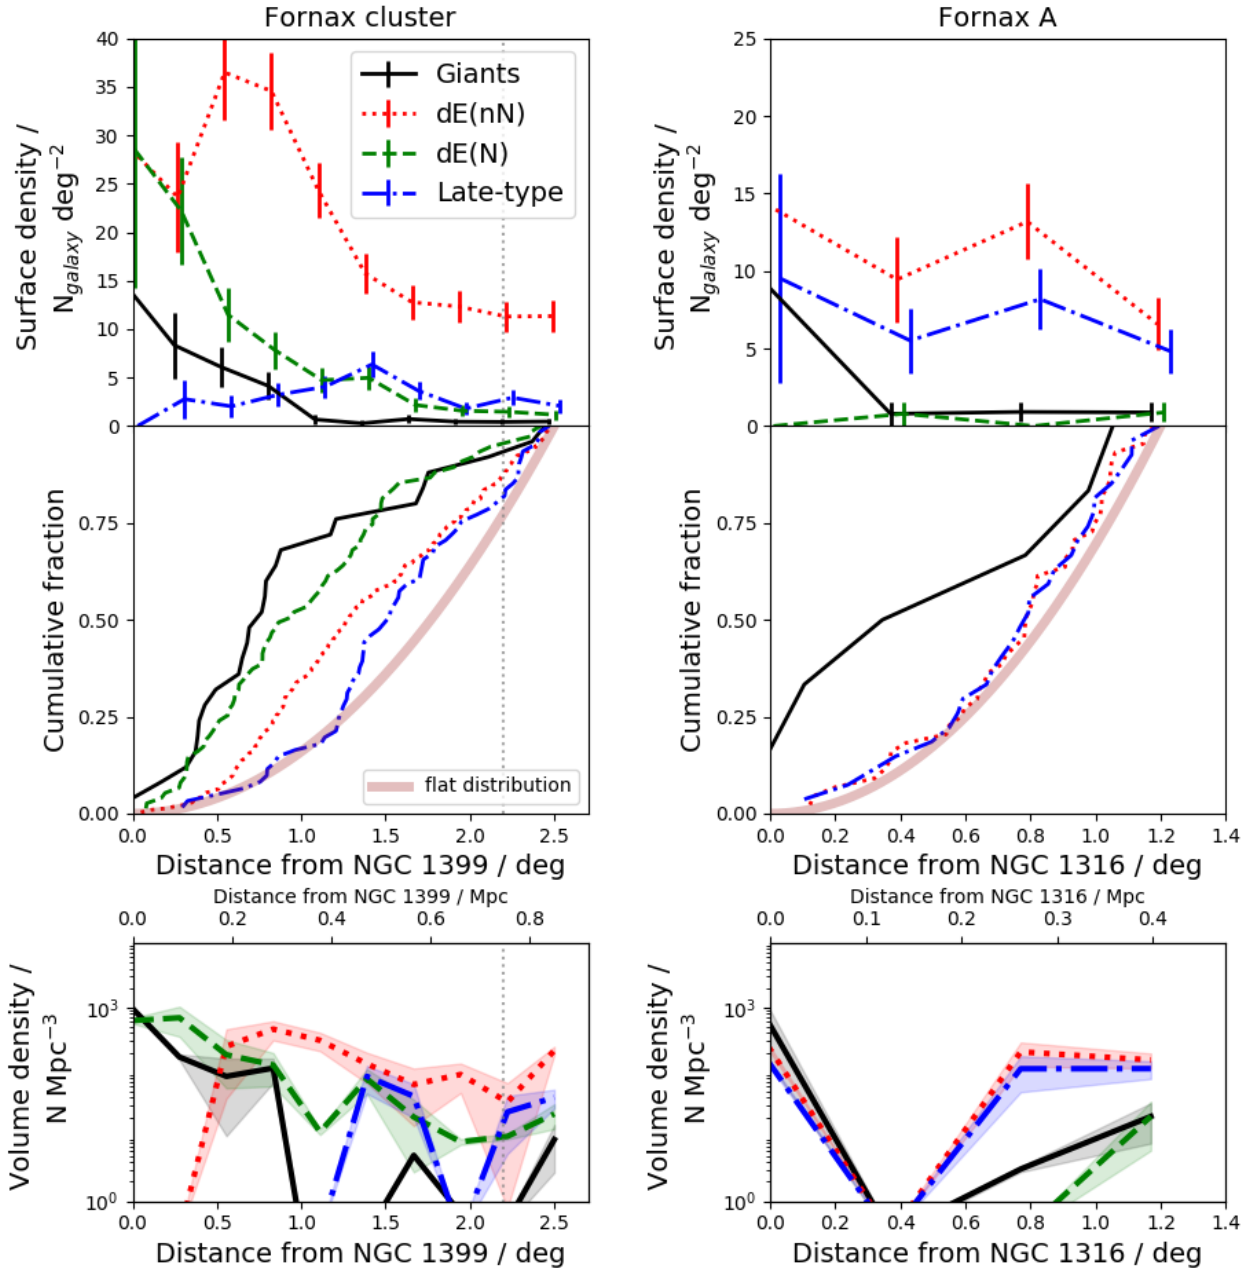 Fornax cluster
Surface density /
N_galaxy deg⁻²
40
35
30
25
20
15
10
5
0
Giants
dE(nN)
dE(N)
Late-type
Fornax A
Surface density /
N_galaxy deg⁻²
25
20
15
10
5
0
Cumulative fraction
0.75
0.50
0.25
0.00
flat distribution
0.0 0.5 1.0 1.5 2.0 2.5
Distance from NGC 1399 / deg
Cumulative fraction
0.75
0.50
0.25
0.00
0.0 0.2 0.4 0.6 0.8 1.0 1.2 1.4
Distance from NGC 1316 / deg
Distance from NGC 1399 / Mpc
0.0 0.2 0.4 0.6 0.8
Volume density /
N Mpc⁻³
10³
10⁰
0.0 0.5 1.0 1.5 2.0 2.5
Distance from NGC 1399 / deg
Distance from NGC 1316 / Mpc
0.0 0.1 0.2 0.3 0.4
Volume density /
N Mpc⁻³
10³
10⁰
0.0 0.2 0.4 0.6 0.8 1.0 1.2 1.4
Distance from NGC 1316 / deg